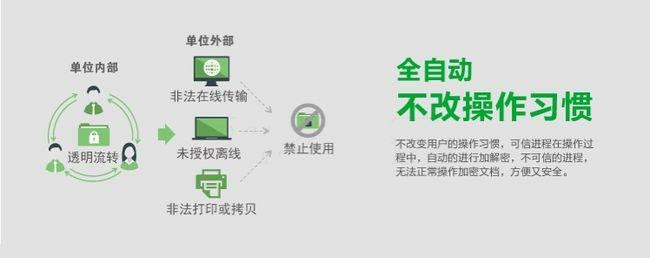 单位内部
透明流转
单位外部
非法在线传输
未授权离线
非法打印或拷贝
禁止使用
全自动
不改操作习惯
不改变用户的操作习惯，可信进程在操作过
程中，自动的进行加解密，不可信的进程，
无法正常操作加密文档，方便又安全。